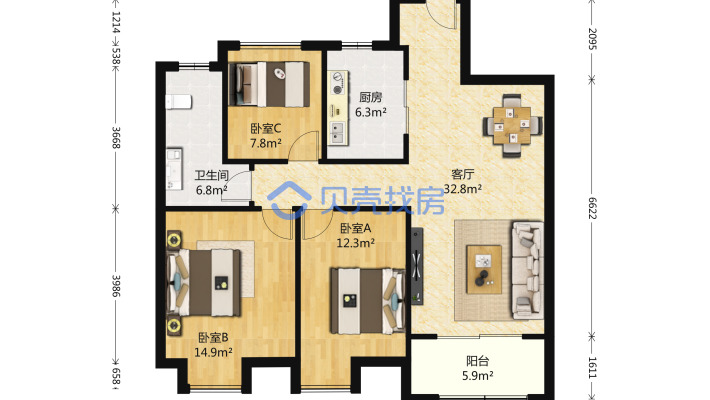 1214
538
3668
3986
658
2095
6622
1611
厨房
6.3m²
卧室C
7.8m²
卫生间
6.8m²
客厅
32.8m²
贝壳找房
卧室A
12.3m²
卧室B
14.9m²
阳台
5.9m²